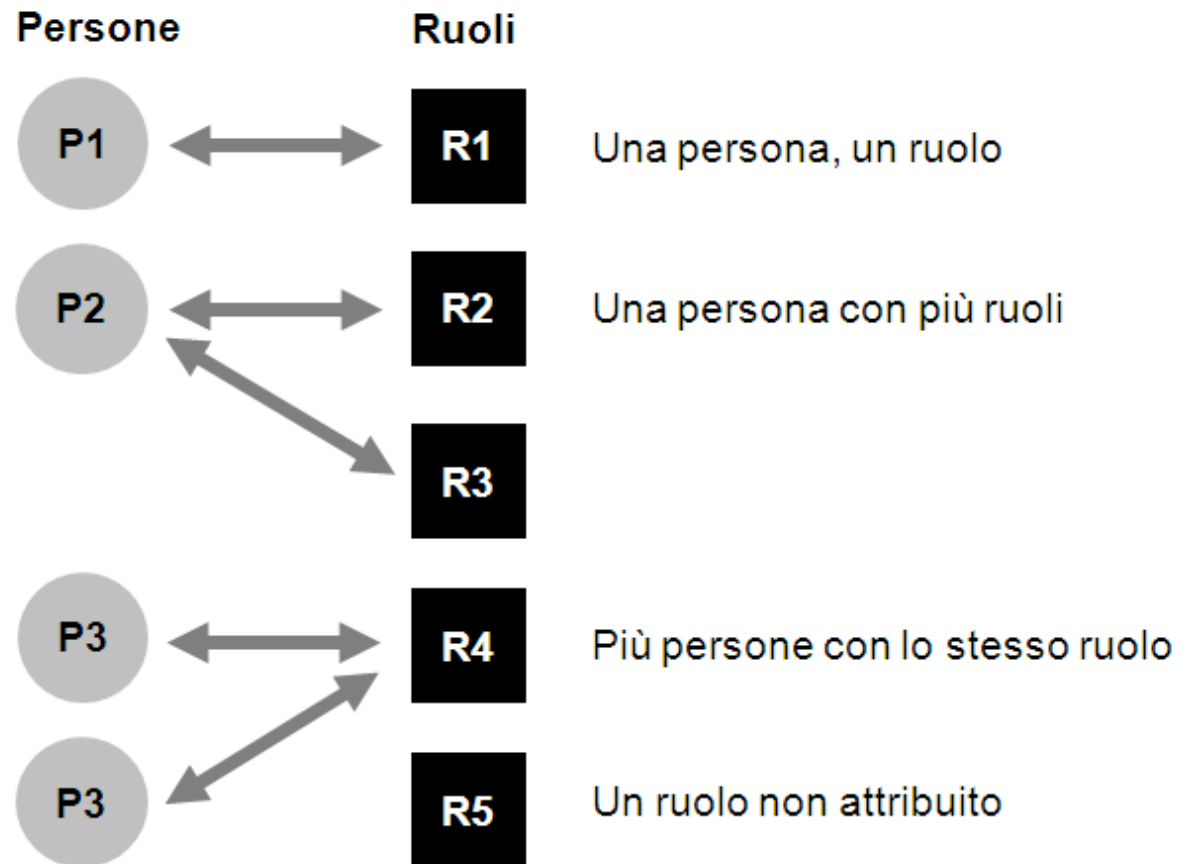 Persone Ruoli
P1 R1 Una persona, un ruolo
P2 R2 Una persona con più ruoli
R3
P3 R4 Più persone con lo stesso ruolo
P3 R5 Un ruolo non attribuito